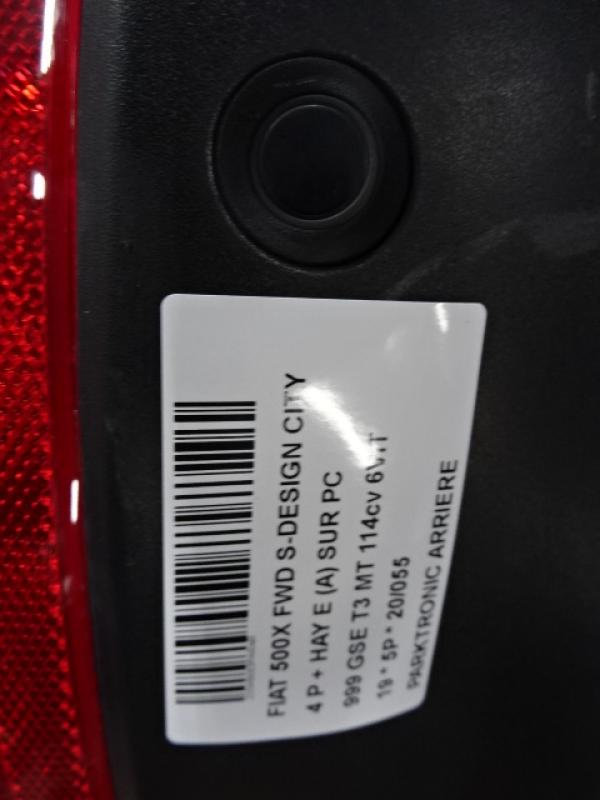 FIAT 500X FWD S-DESIGN CITY
4 P + HAY E (A) SUR PC
999 GSE T3 MT 114cv 6V.T
19 * 5P * 20/055
PARKTRONIC ARRIERE